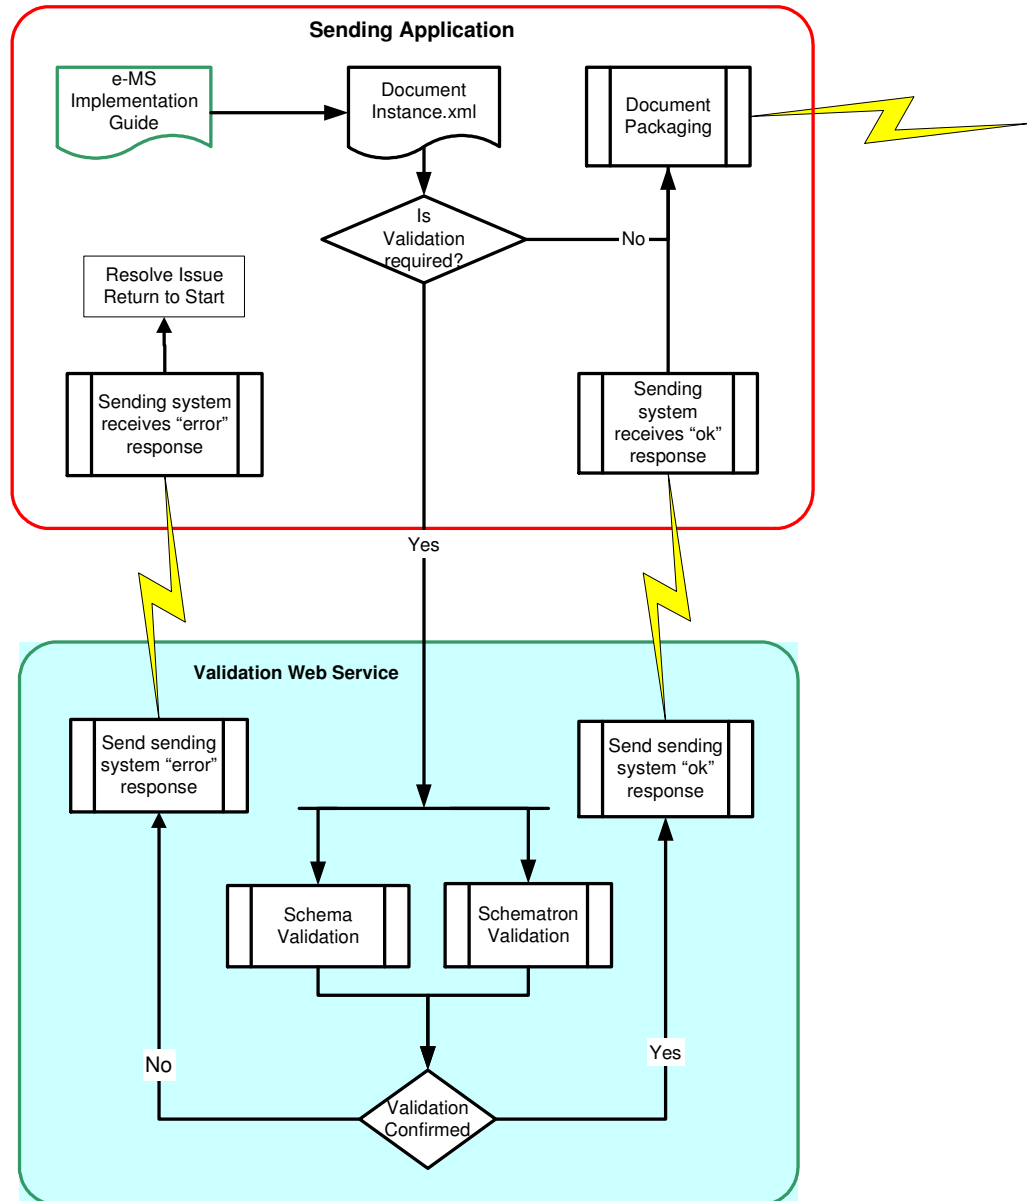 Sending Application
e-MS
Implementation
Guide
Document
Instance.xml
Document
Packaging
Is
Validation
required?
No
Resolve Issue
Return to Start
Sending system
receives “error”
response
Sending
system
receives “ok”
response
Yes
Validation Web Service
Send sending
system “error”
response
Send sending
system “ok”
response
Schema
Validation
Schematron
Validation
No
Yes
Validation
Confirmed